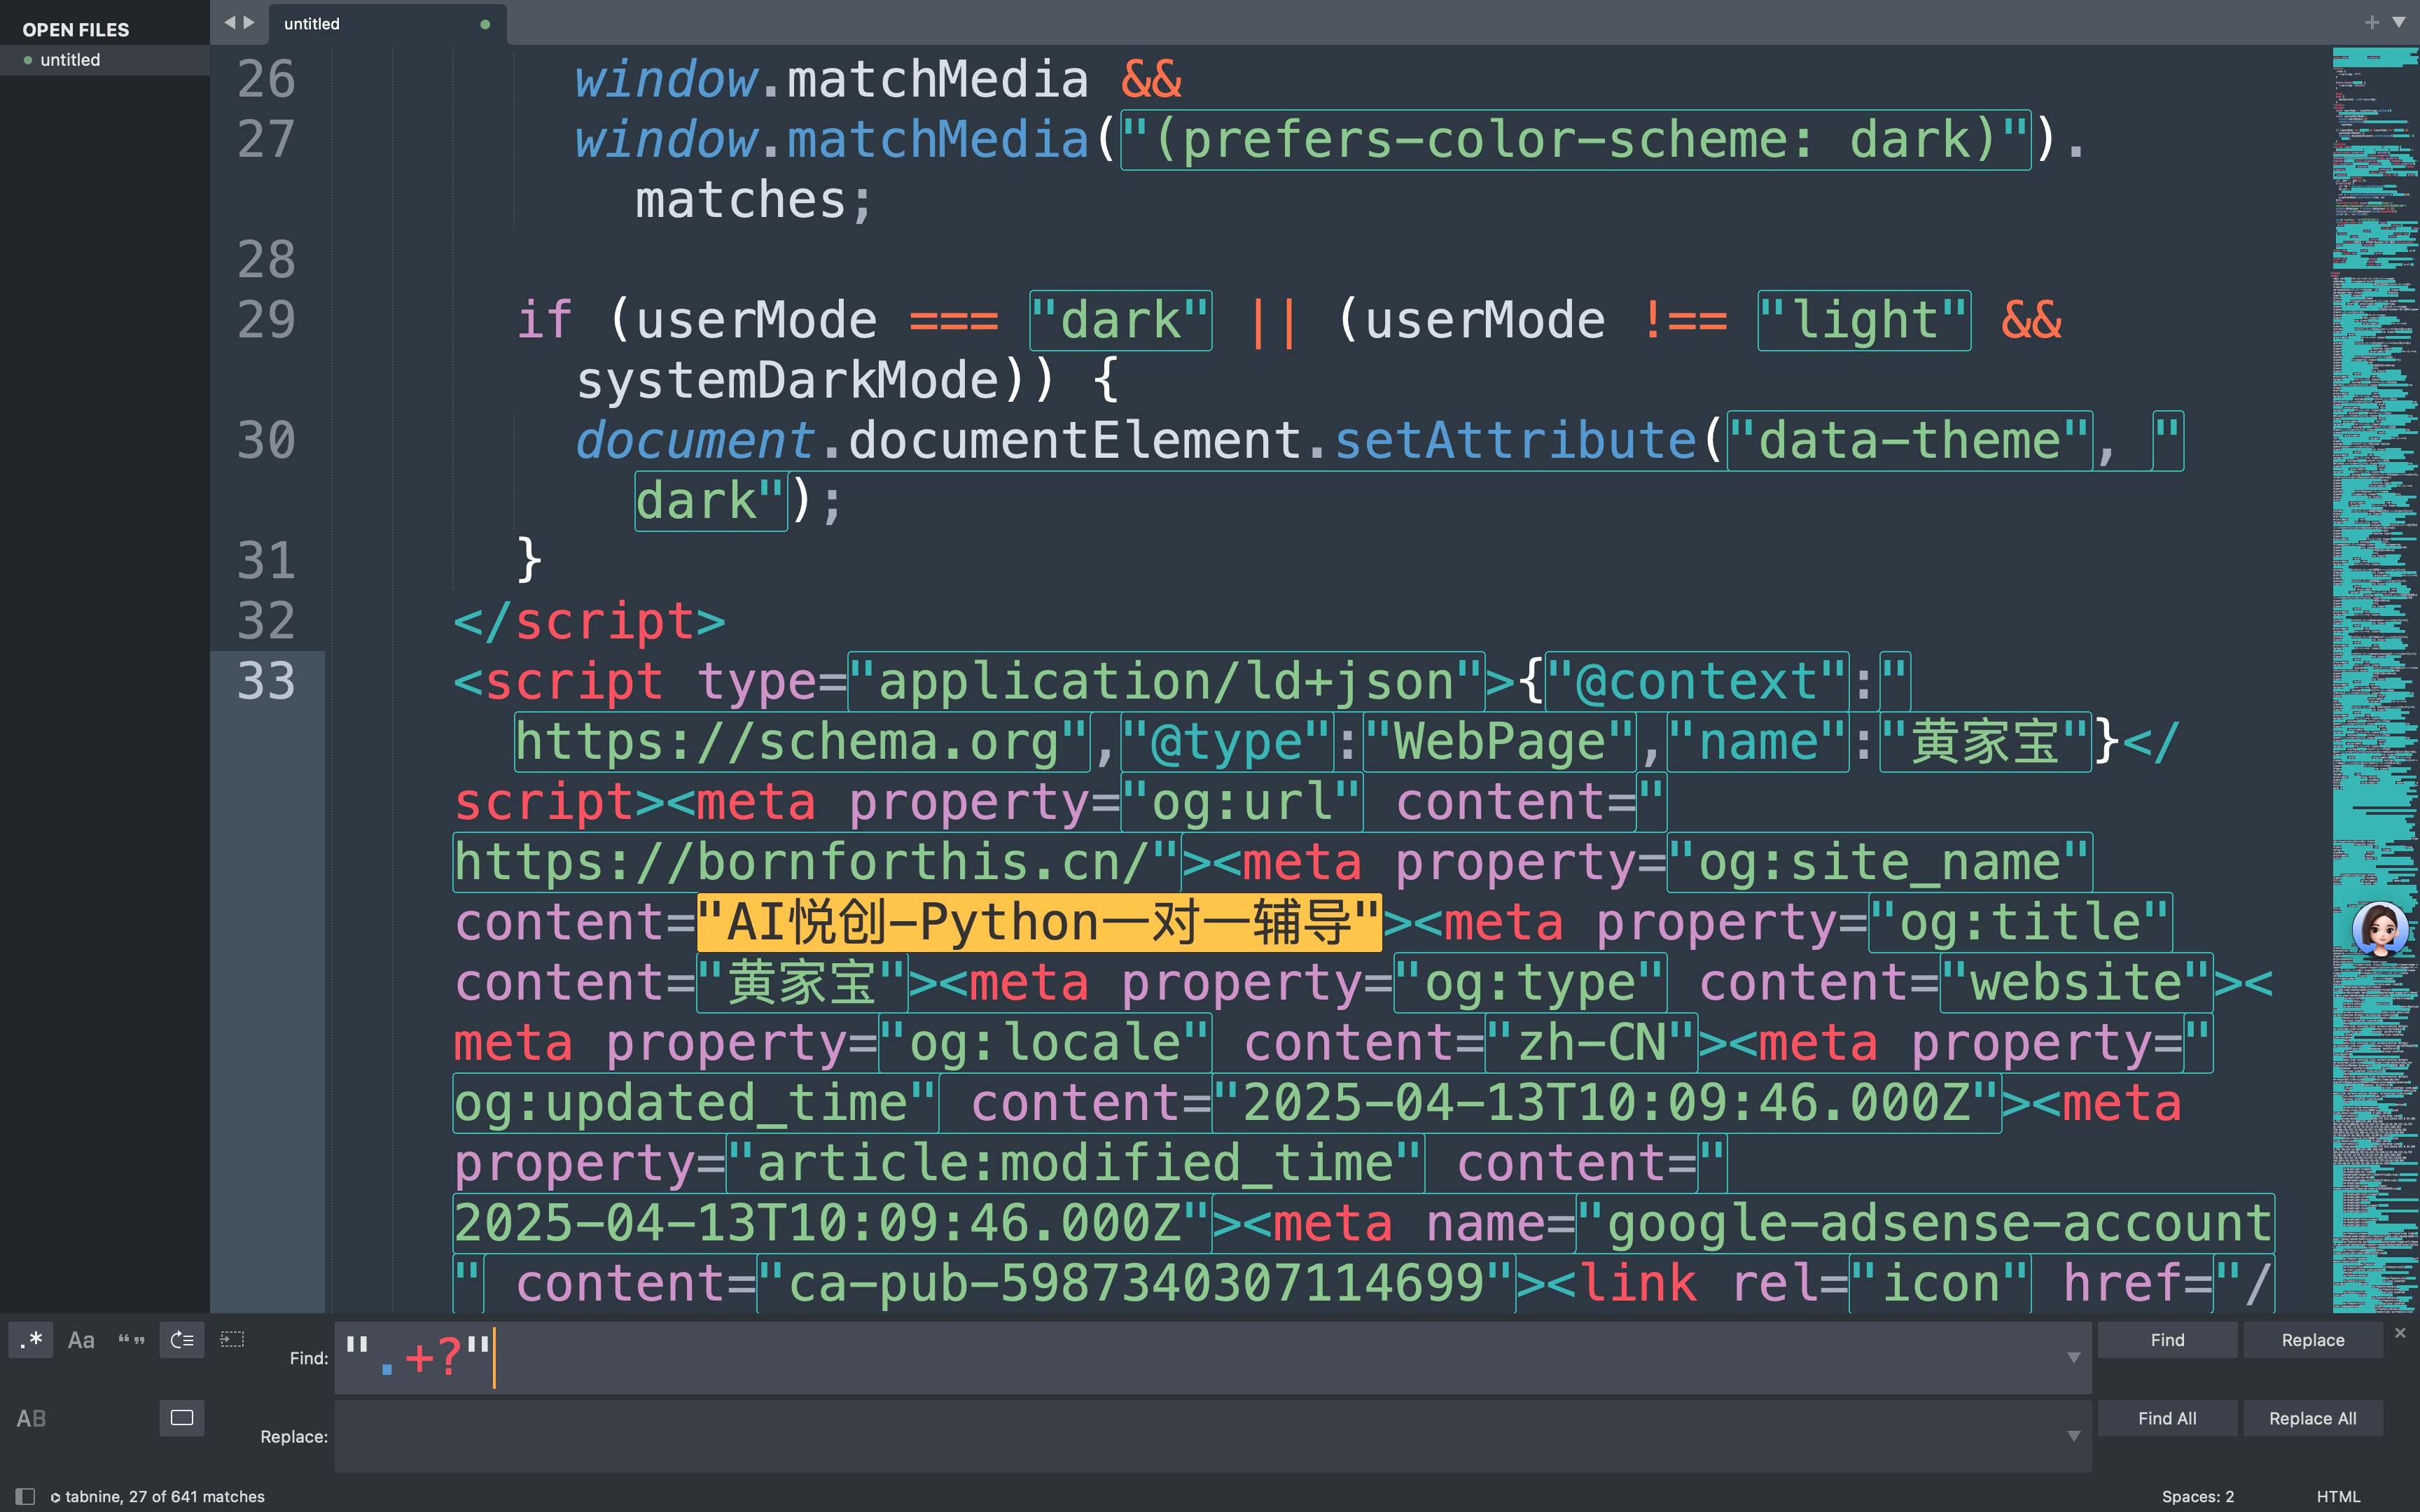 OPEN FILES
untitled
untitled
26 window.matchMedia &&
27 window.matchMedia("(prefers-color-scheme: dark)").
matches;
28
29 if (userMode === "dark" || (userMode !== "light" &&
systemDarkMode)) {
30 document.documentElement.setAttribute("data-theme", "
dark");
31 }
32 </script>
33 <script type="application/ld+json">{"@context":"
https://schema.org","@type":"WebPage","name":"黄家宝"}</
script><meta property="og:url" content="
https://bornforthis.cn/"><meta property="og:site_name"
content="AI悦创-Python一对一辅导"><meta property="og:title"
content="黄家宝"><meta property="og:type" content="website"><
meta property="og:locale" content="zh-CN"><meta property="
og:updated_time" content="2025-04-13T10:09:46.000Z"><meta
property="article:modified_time" content="
2025-04-13T10:09:46.000Z"><meta name="google-adsense-account
" content="ca-pub-5987340307114699"><link rel="icon" href="/
.* Aa “” Find: ".+?" Find Replace
AB Replace: Find All Replace All
tabnine, 27 of 641 matches Spaces: 2 HTML